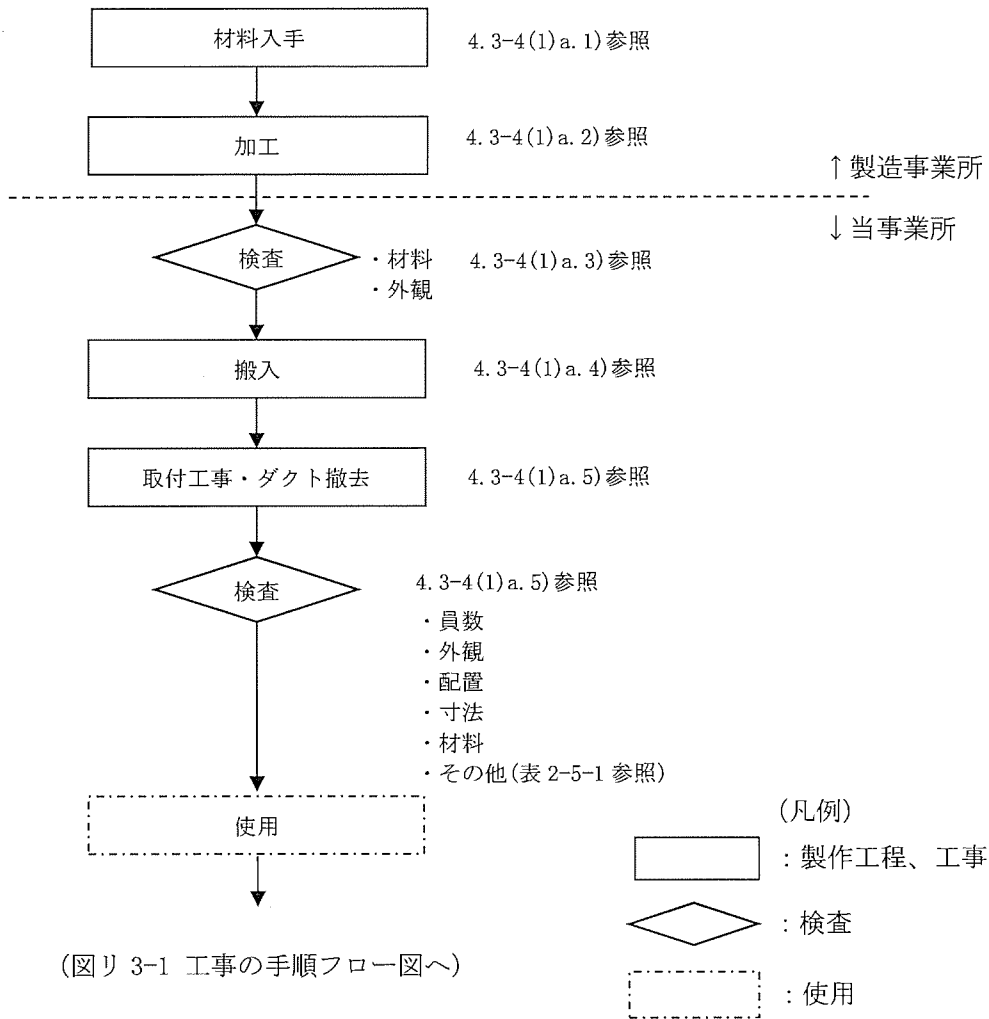 材料入手
4.3-4(1)a.1)参照
加工
4.3-4(1)a.2)参照
↑製造事業所
↓当事業所
検査
・材料
・外観
4.3-4(1)a.3)参照
搬入
4.3-4(1)a.4)参照
取付工事・ダクト撤去
4.3-4(1)a.5)参照
検査
4.3-4(1)a.5)参照
・員数
・外観
・配置
・寸法
・材料
・その他(表 2-5-1 参照)
使用
(凡例)
：製作工程、工事
：検査
：使用
(図リ 3-1 工事の手順フロー図へ)